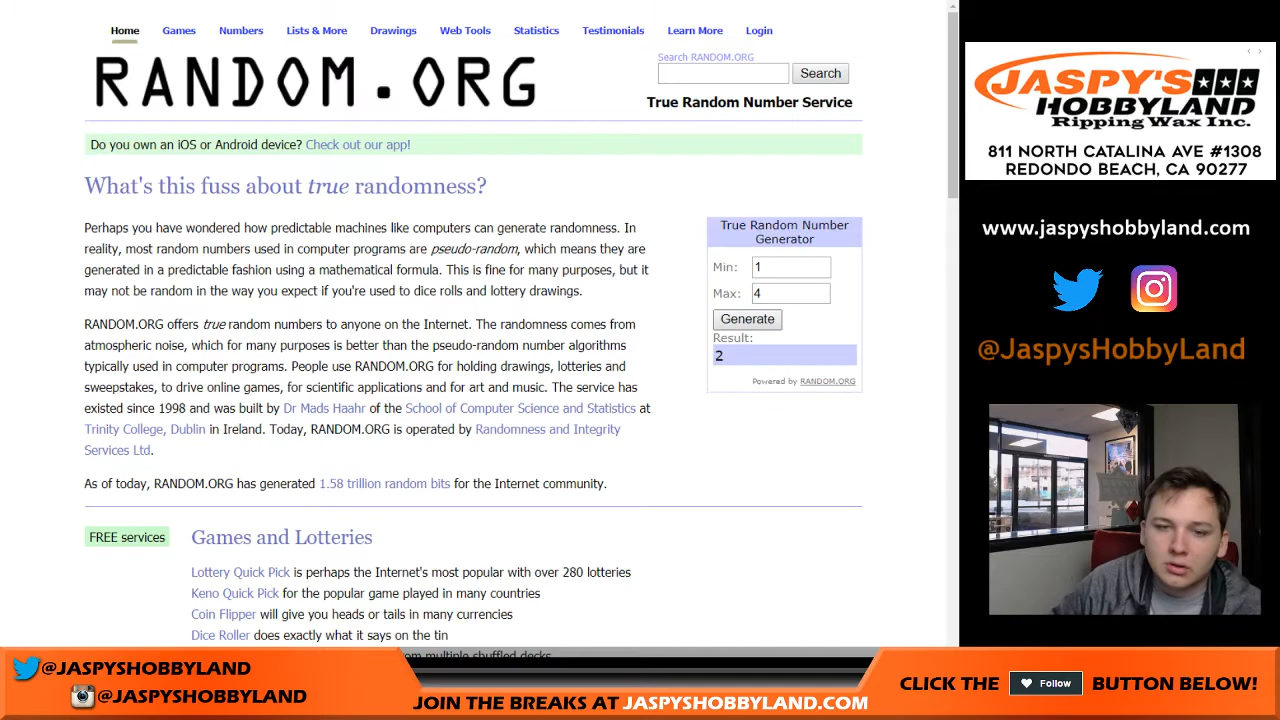 Home Games Numbers Lists & More Drawings Web Tools Statistics Testimonials Learn More Login
RANDOM.ORG
Search RANDOM.ORG
Search
True Random Number Service
Do you own an iOS or Android device? Check out our app!
What's this fuss about true randomness?
Perhaps you have wondered how predictable machines like computers can generate randomness. In
reality, most random numbers used in computer programs are pseudo-random, which means they are
generated in a predictable fashion using a mathematical formula. This is fine for many purposes, but it
may not be random in the way you expect if you're used to dice rolls and lottery drawings.
RANDOM.ORG offers true random numbers to anyone on the Internet. The randomness comes from
atmospheric noise, which for many purposes is better than the pseudo-random number algorithms
typically used in computer programs. People use RANDOM.ORG for holding drawings, lotteries and
sweepstakes, to drive online games, for scientific applications and for art and music. The service has
existed since 1998 and was built by Dr Mads Haahr of the School of Computer Science and Statistics at
Trinity College, Dublin in Ireland. Today, RANDOM.ORG is operated by Randomness and Integrity
Services Ltd.
As of today, RANDOM.ORG has generated 1.58 trillion random bits for the Internet community.
True Random Number
Generator
Min: 1
Max: 4
Generate
Result:
2
Powered by RANDOM.ORG
FREE services
Games and Lotteries
Lottery Quick Pick is perhaps the Internet's most popular with over 280 lotteries
Keno Quick Pick for the popular game played in many countries
Coin Flipper will give you heads or tails in many currencies
Dice Roller does exactly what it says on the tin
from multiple shuffled decks
JASPY'S
HOBBYLAND
Ripping Wax Inc.
811 NORTH CATALINA AVE #1308
REDONDO BEACH, CA 90277
www.jaspyshobbyland.com
@JaspysHobbyLand
@JASPYSHOBBYLAND
@JASPYSHOBBYLAND
JOIN THE BREAKS AT JASPYSHOBBYLAND.COM
CLICK THE Follow BUTTON BELOW!